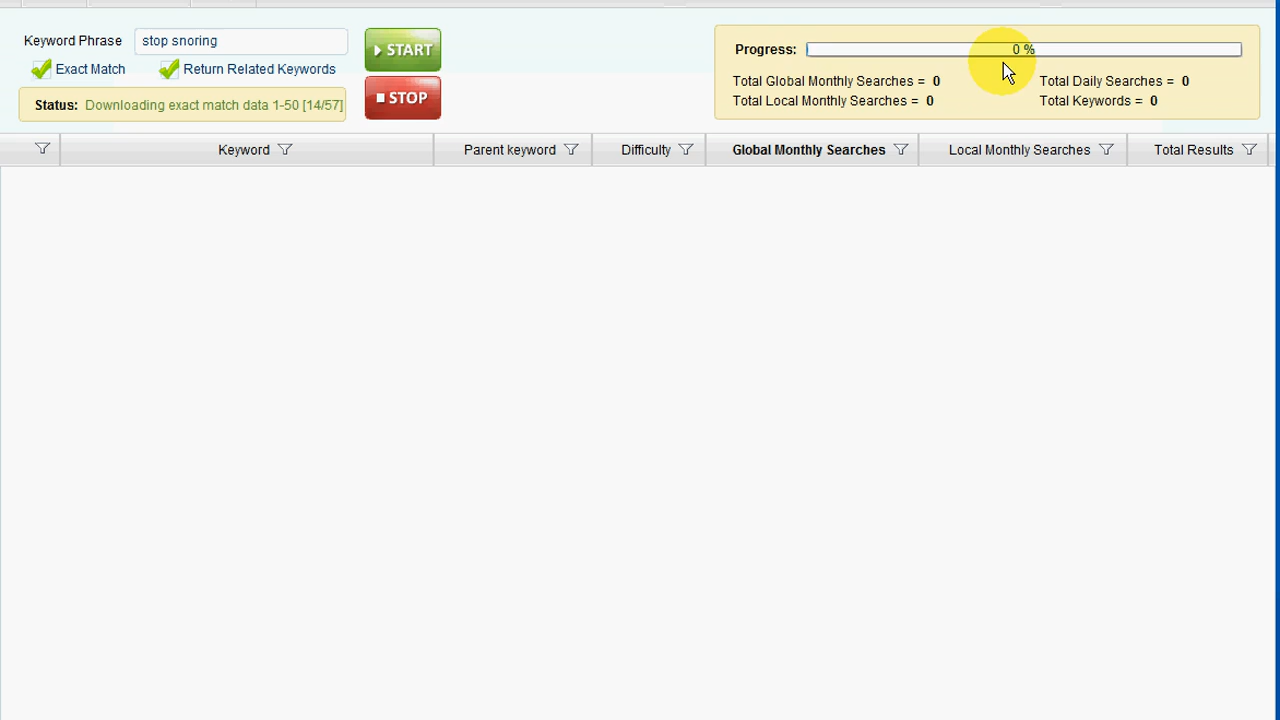 Keyword Phrase stop snoring
START
Exact Match Return Related Keywords
STOP
Status: Downloading exact match data 1-50 [14/57]
Progress: 0 %
Total Global Monthly Searches = 0 Total Daily Searches = 0
Total Local Monthly Searches = 0 Total Keywords = 0
Keyword Parent keyword Difficulty Global Monthly Searches Local Monthly Searches Total Results